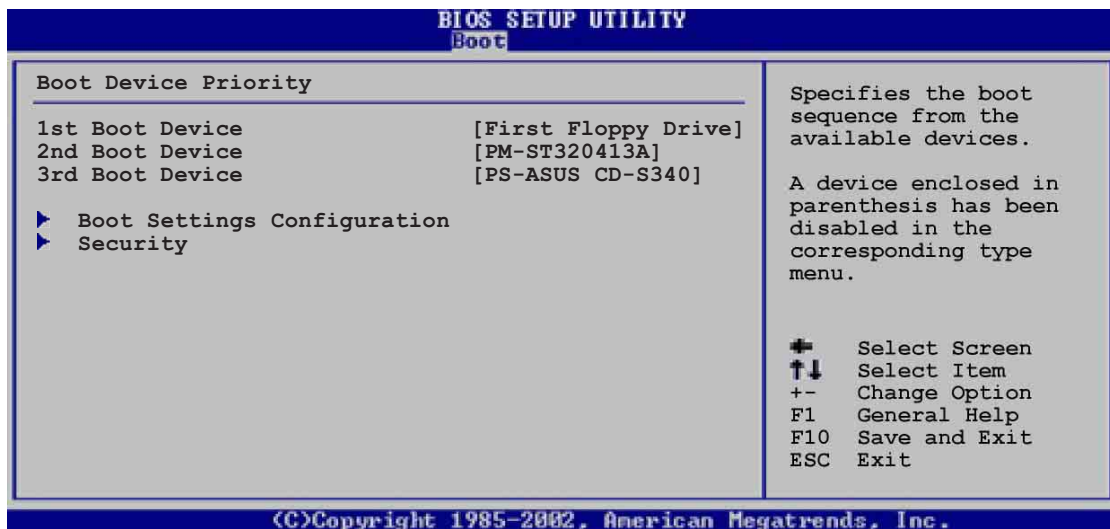 BIOS SETUP UTILITY
Boot
Boot Device Priority
1st Boot Device [First Floppy Drive]
2nd Boot Device [PM-ST320413A]
3rd Boot Device [PS-ASUS CD-S340]
Boot Settings Configuration
Security
Specifies the boot
sequence from the
available devices.
A device enclosed in
parenthesis has been
disabled in the
corresponding type
menu.
Select Screen
Select Item
+- Change Option
F1 General Help
F10 Save and Exit
ESC Exit
(C)Copyright 1985-2002, American Megatrends, Inc.